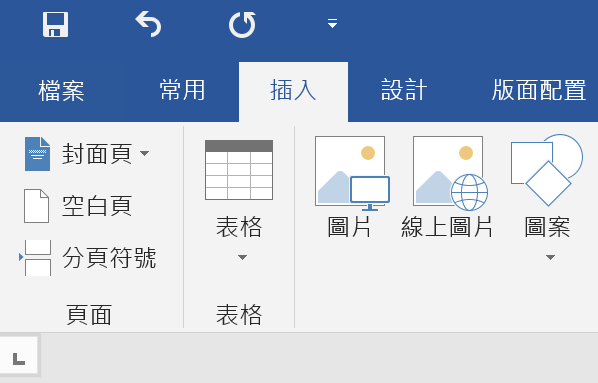 檔案 常用 插入 設計 版面配置
封面頁
空白頁
分頁符號
頁面
表格
表格
圖片
線上圖片
圖案